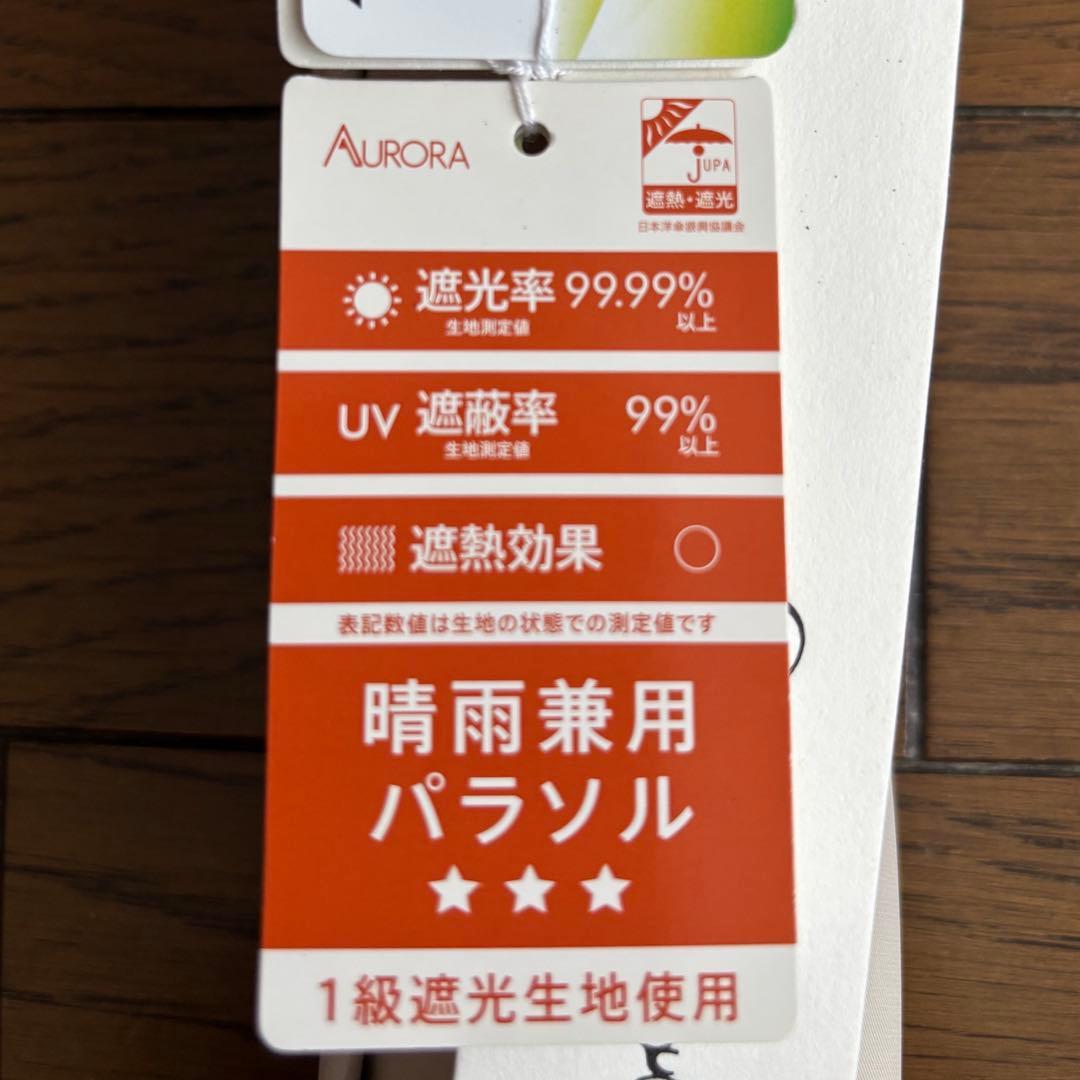 AURORA
JUPA
遮熱・遮光
日本洋傘振興協議会
遮光率 99.99%
生地測定値 以上
UV 遮蔽率 99%
生地測定値 以上
遮熱効果 ○
表記数値は生地の状態での測定値です
晴雨兼用
パラソル
★★★
1級遮光生地使用